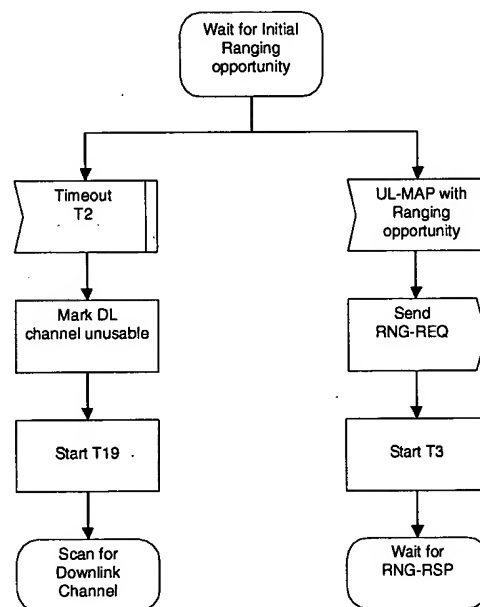 Wait for Initial
Ranging
opportunity
Timeout
T2
UL-MAP with
Ranging
opportunity
Mark DL
channel unusable
Send
RNG-REQ
Start T19
Start T3
Scan for
Downlink
Channel
Wait for
RNG-RSP